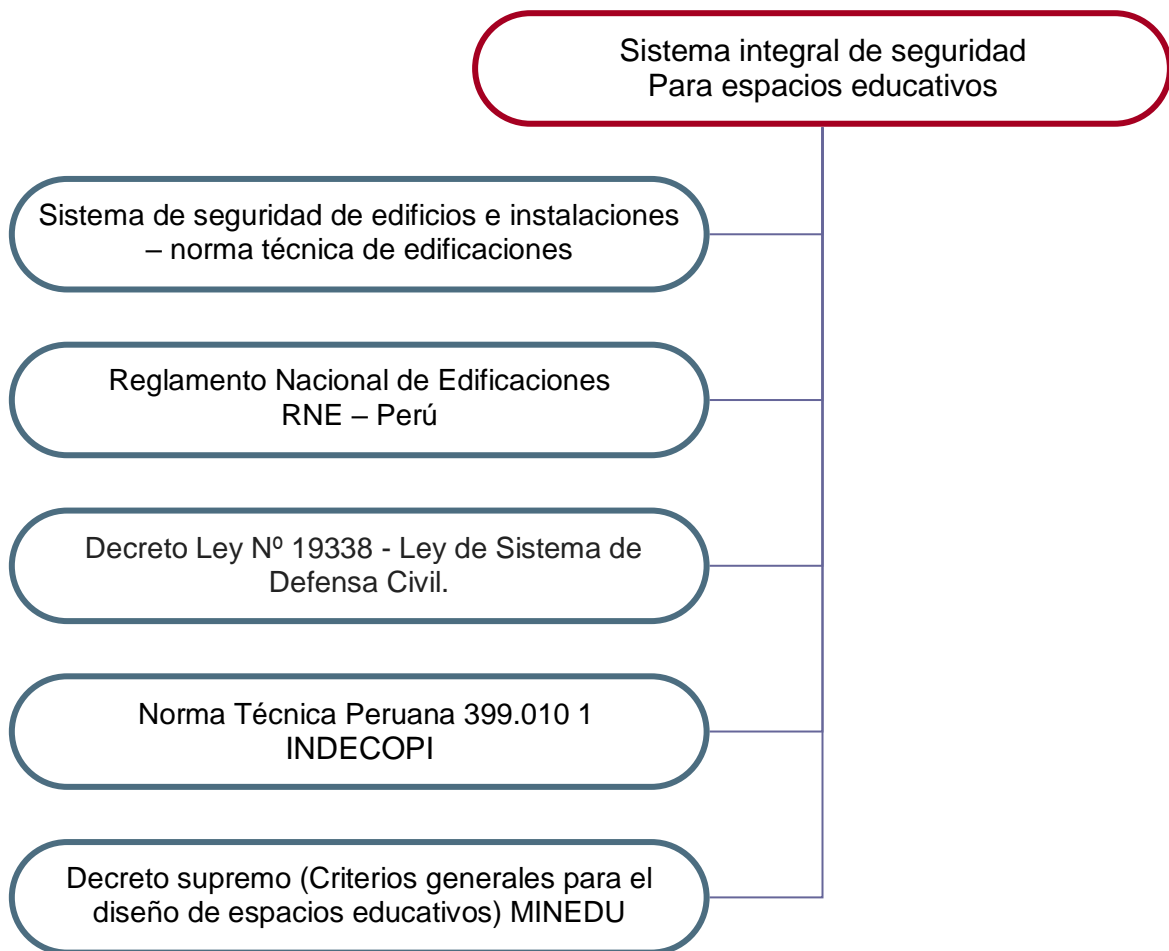 Sistema integral de seguridad
Para espacios educativos
Sistema de seguridad de edificios e instalaciones
– norma técnica de edificaciones
Reglamento Nacional de Edificaciones
RNE – Perú
Decreto Ley Nº 19338 - Ley de Sistema de
Defensa Civil.
Norma Técnica Peruana 399.010 1
INDECOPI
Decreto supremo (Criterios generales para el
diseño de espacios educativos) MINEDU